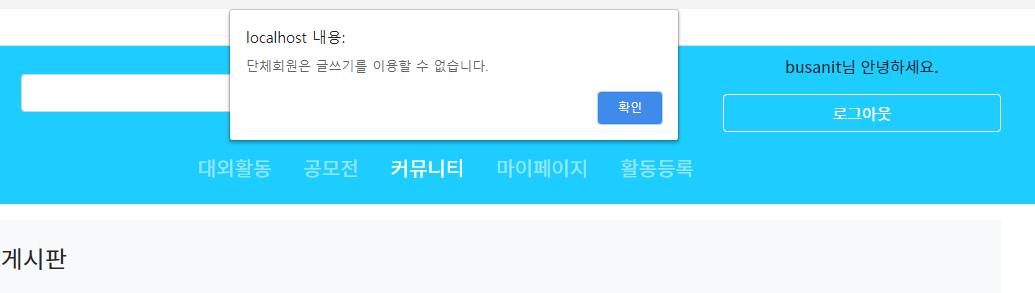 localhost 내용:
단체회원은 글쓰기를 이용할 수 없습니다.
확인
busanit님 안녕하세요.
로그아웃
대외활동 공모전 커뮤니티 마이페이지 활동등록
게시판